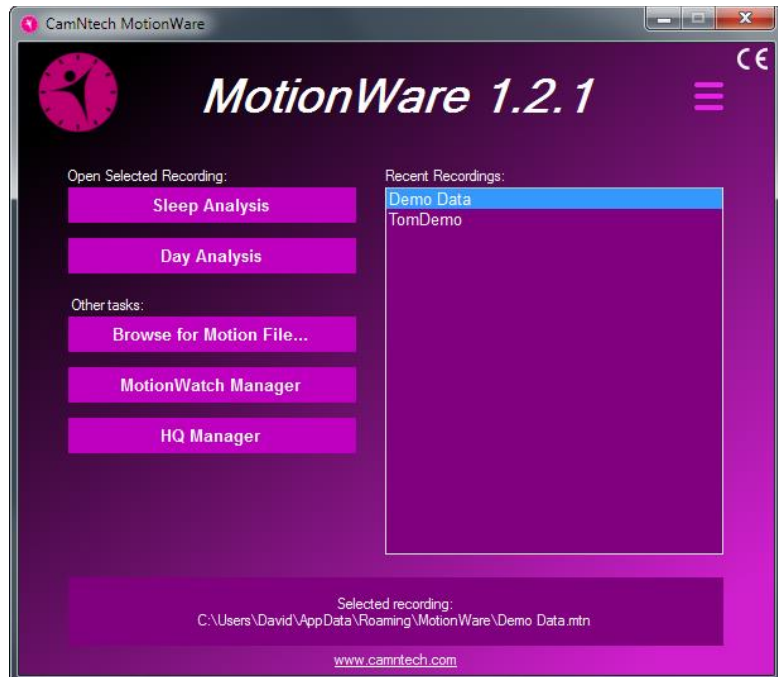 CamNtech MotionWare
MotionWare 1.2.1
CE
Open Selected Recording:
Sleep Analysis
Day Analysis
Other tasks:
Browse for Motion File...
MotionWatch Manager
HQ Manager
Recent Recordings:
Demo Data
TomDemo
Selected recording:
C:\Users\David\AppData\Roaming\MotionWare\Demo Data.mtn
www.camntech.com